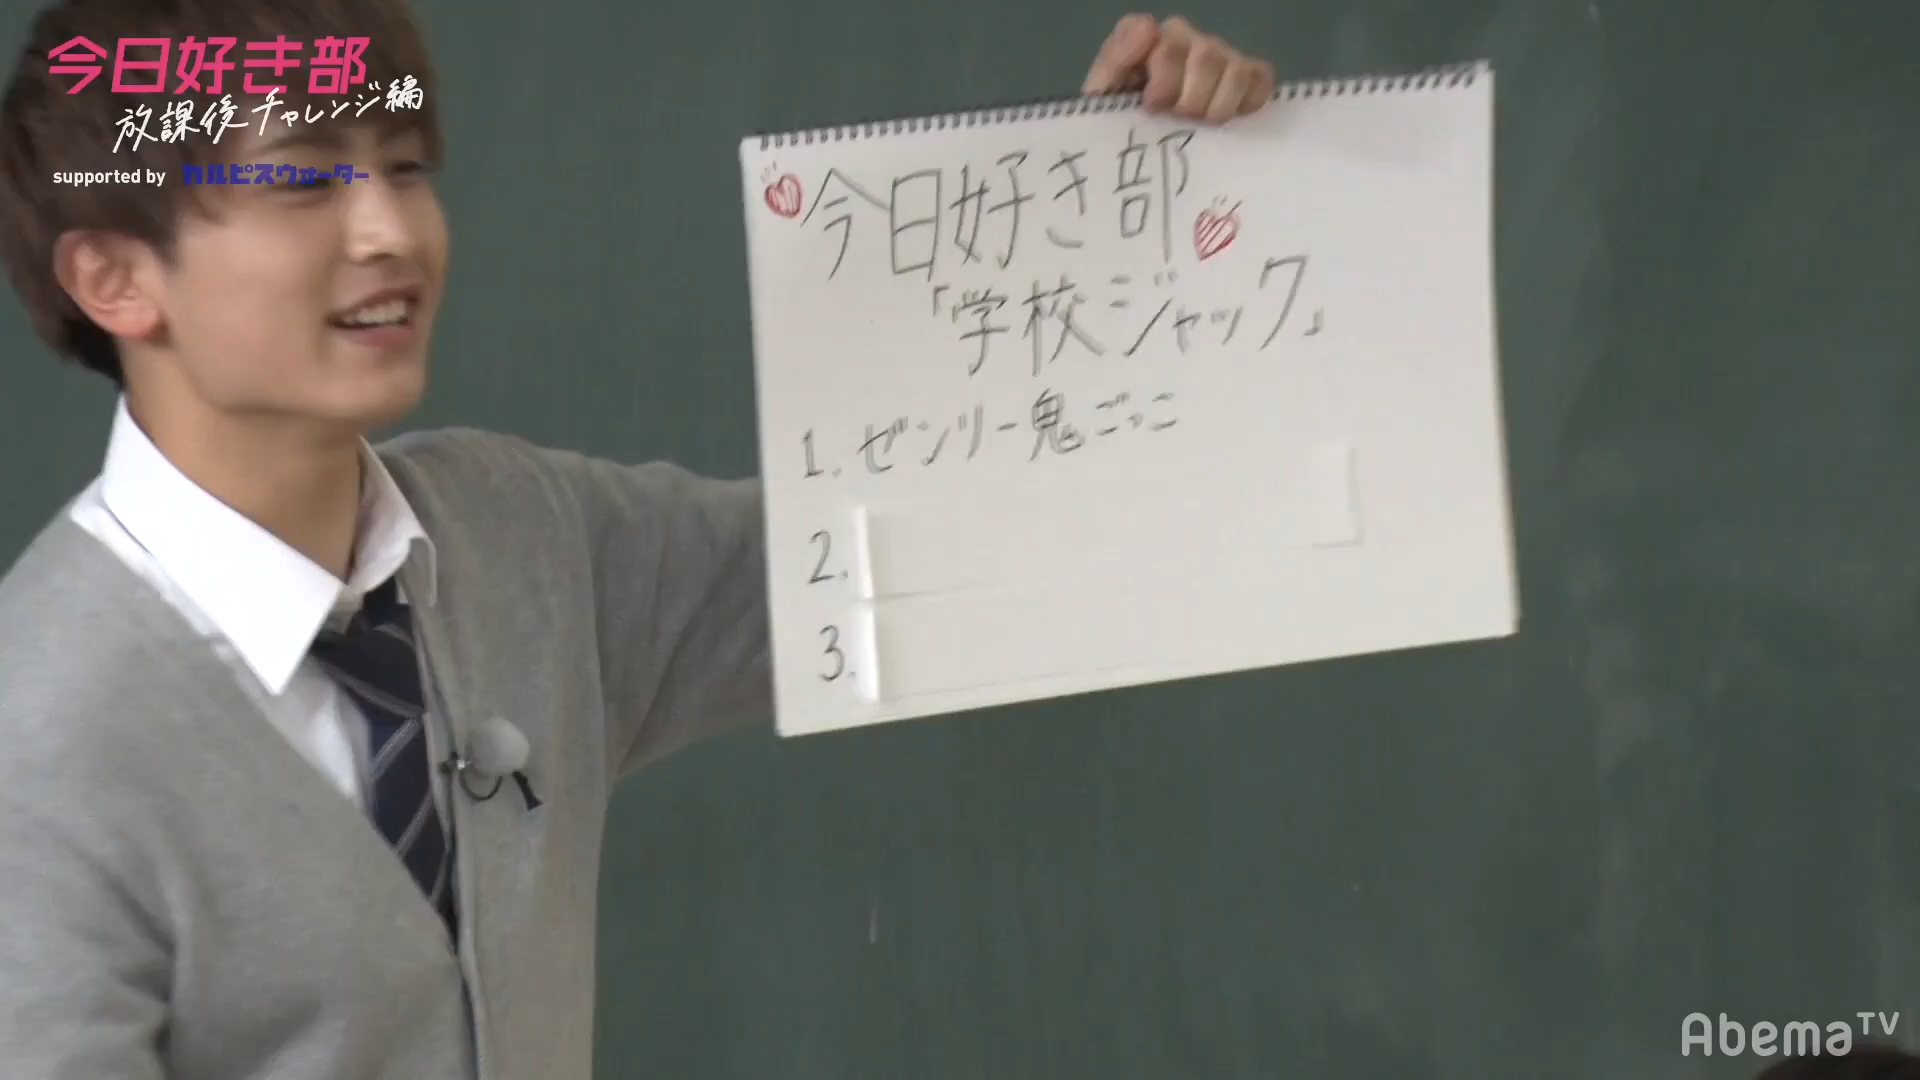 今日好き部
放課後チャレンジ編
supported by カルピスウォーター
今日好き部
「学校ジャック」
1. ゼンリー鬼ごっこ
2.
3.
AbemaTV